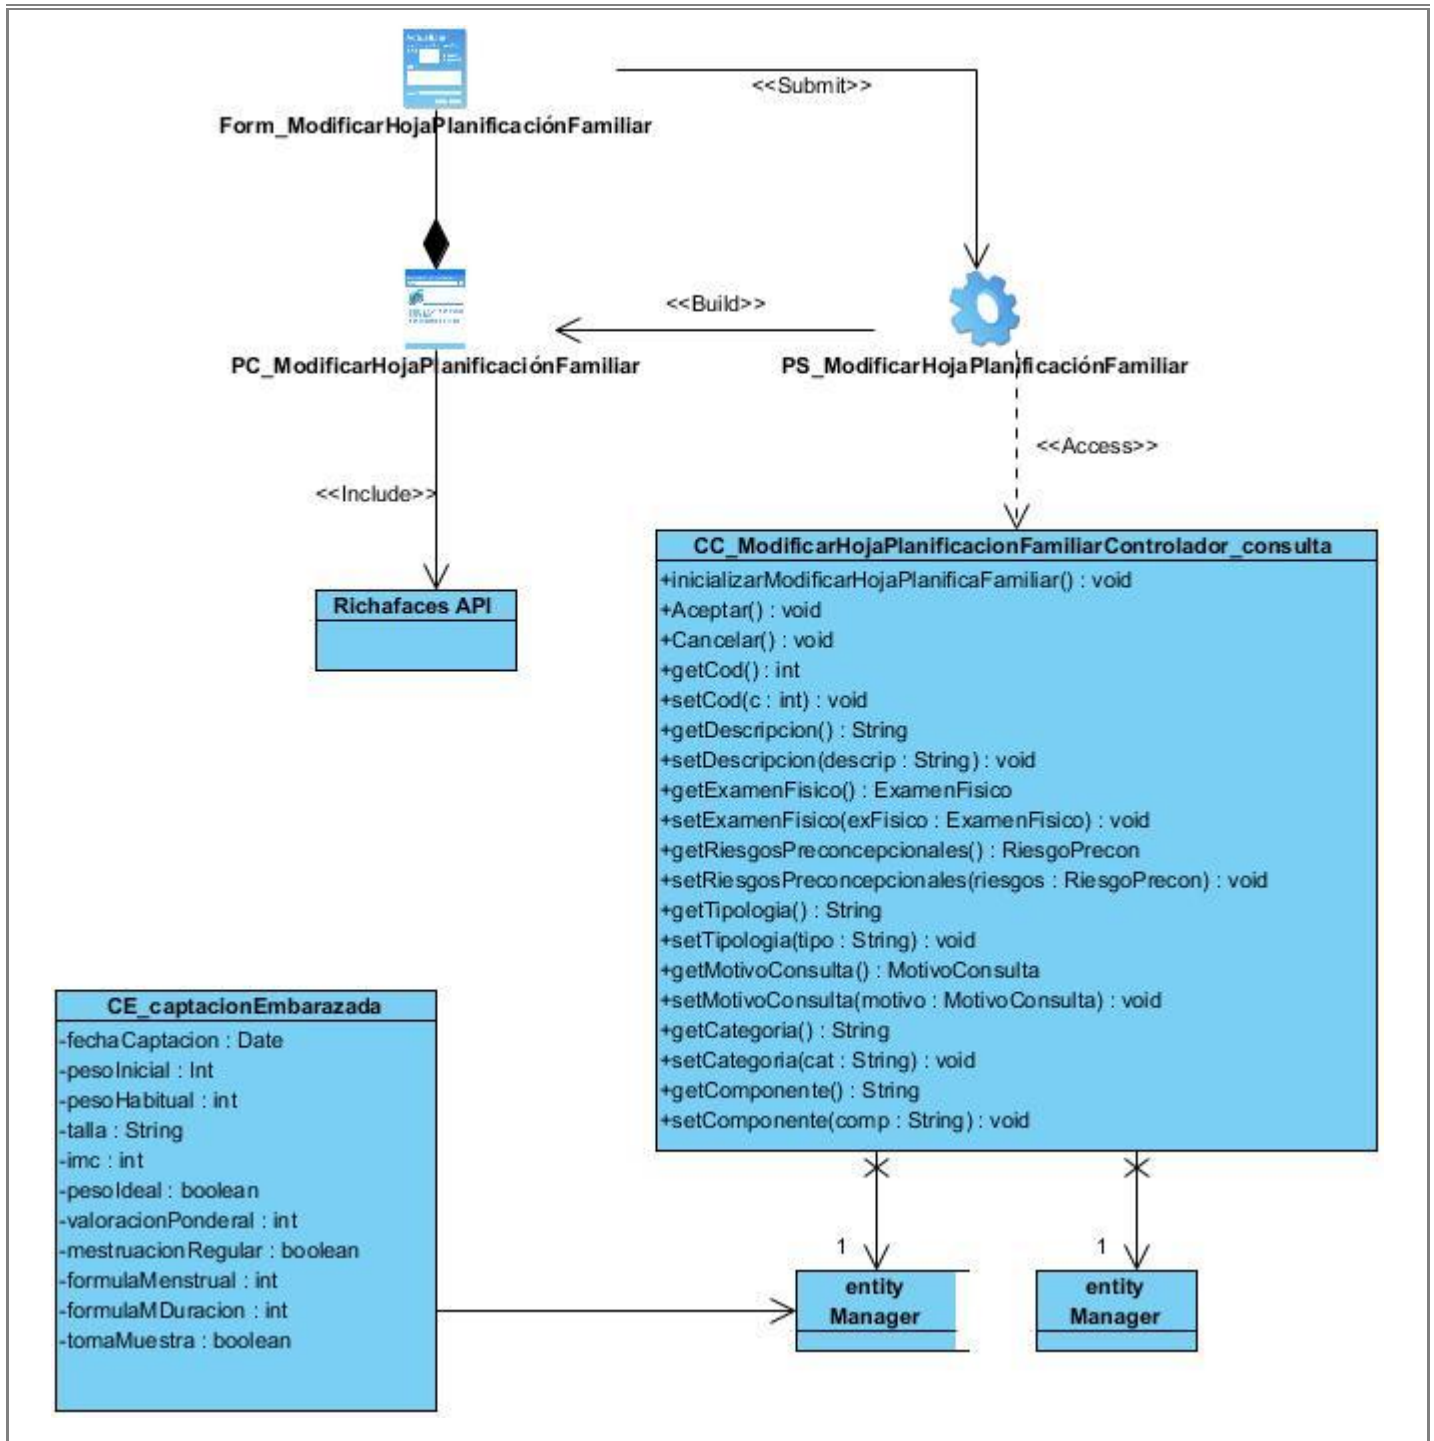 <<Submit>>
Form_ModificarHojaPlanificaciónFamiliar
<<Build>>
PC_ModificarHojaPlanificaciónFamiliar
PS_ModificarHojaPlanificaciónFamiliar
<<Access>>
<<Include>>
Richafaces API
CC_ModificarHojaPlanificacionFamiliarControlador_consulta
+inicializarModificarHojaPlanificaFamiliar() : void
+Aceptar() : void
+Cancelar() : void
+getCod() : int
+setCod(c : int) : void
+getDescripcion() : String
+setDescripcion(descrip : String) : void
+getExamenFisico() : ExamenFisico
+setExamenFisico(exFisico : ExamenFisico) : void
+getRiesgosPreconcepcionales() : RiesgoPrecon
+setRiesgosPreconcepcionales(riesgos : RiesgoPrecon) : void
+getTipologia() : String
+setTipologia(tipo : String) : void
+getMotivoConsulta() : MotivoConsulta
+setMotivoConsulta(motivo : MotivoConsulta) : void
+getCategoria() : String
+setCategoria(cat : String) : void
+getComponente() : String
+setComponente(comp : String) : void
CE_captacionEmbarazada
-fechaCaptacion : Date
-pesoInicial : Int
-pesoHabitual : int
-talla : String
-imc : int
-pesoIdeal : boolean
-valoracionPonderal : int
-mestruacionRegular : boolean
-formulaMenstrual : int
-formulaMDuracion : int
-tomaMuestra : boolean
1
entity
Manager
1
entity
Manager